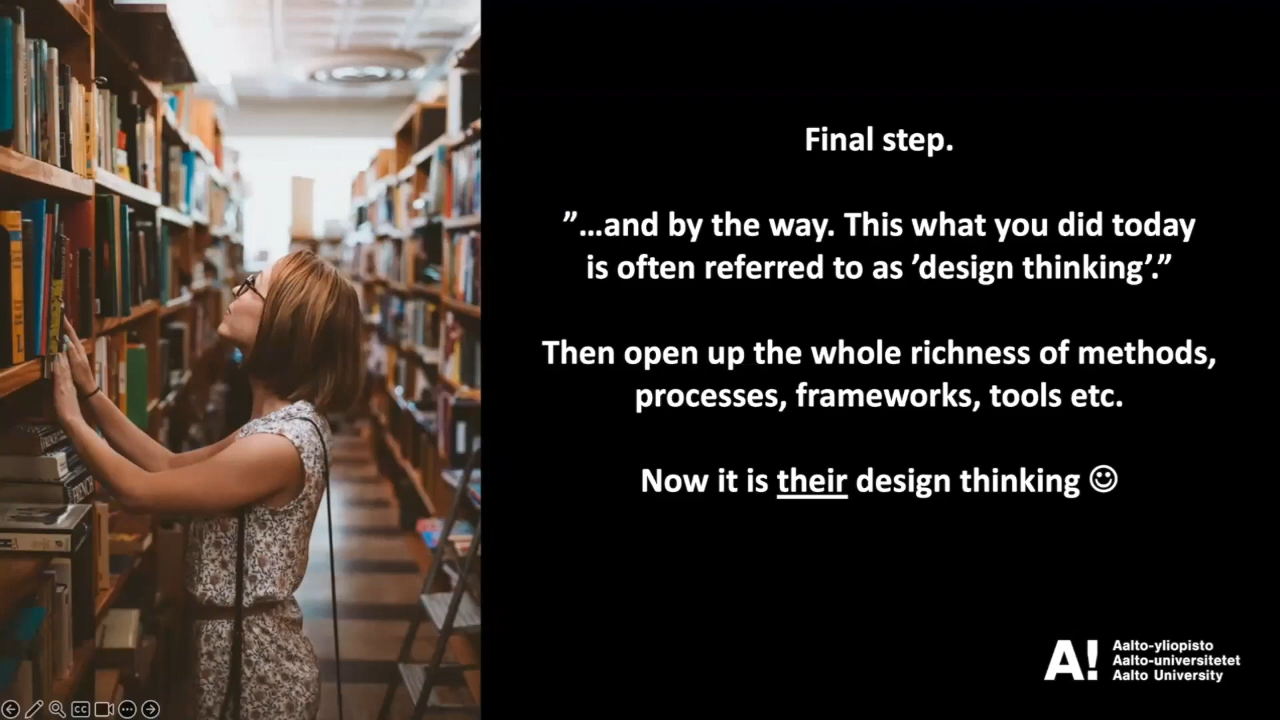 Final step.
”...and by the way. This what you did today
is often referred to as ’design thinking’.”
Then open up the whole richness of methods,
processes, frameworks, tools etc.
Now it is their design thinking ☺
A! Aalto-yliopisto
Aalto-universitetet
Aalto University
CC